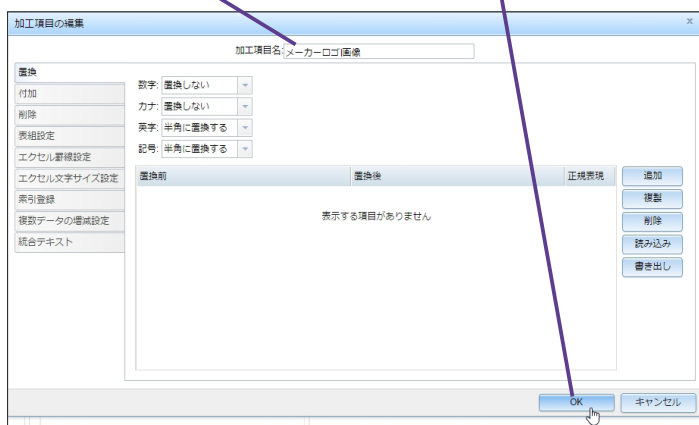 加工項目の編集
x
加工項目名:メーカーロゴ画像
置換
付加
削除
表組設定
エクセル罫線設定
エクセル文字サイズ設定
索引登録
複数データの増減設定
統合テキスト
数字: 置換しない
カナ: 置換しない
英字: 半角に置換する
記号: 半角に置換する
置換前 置換後 正規表現
表示する項目がありません
追加
複製
削除
読み込み
書き出し
OK キャンセル